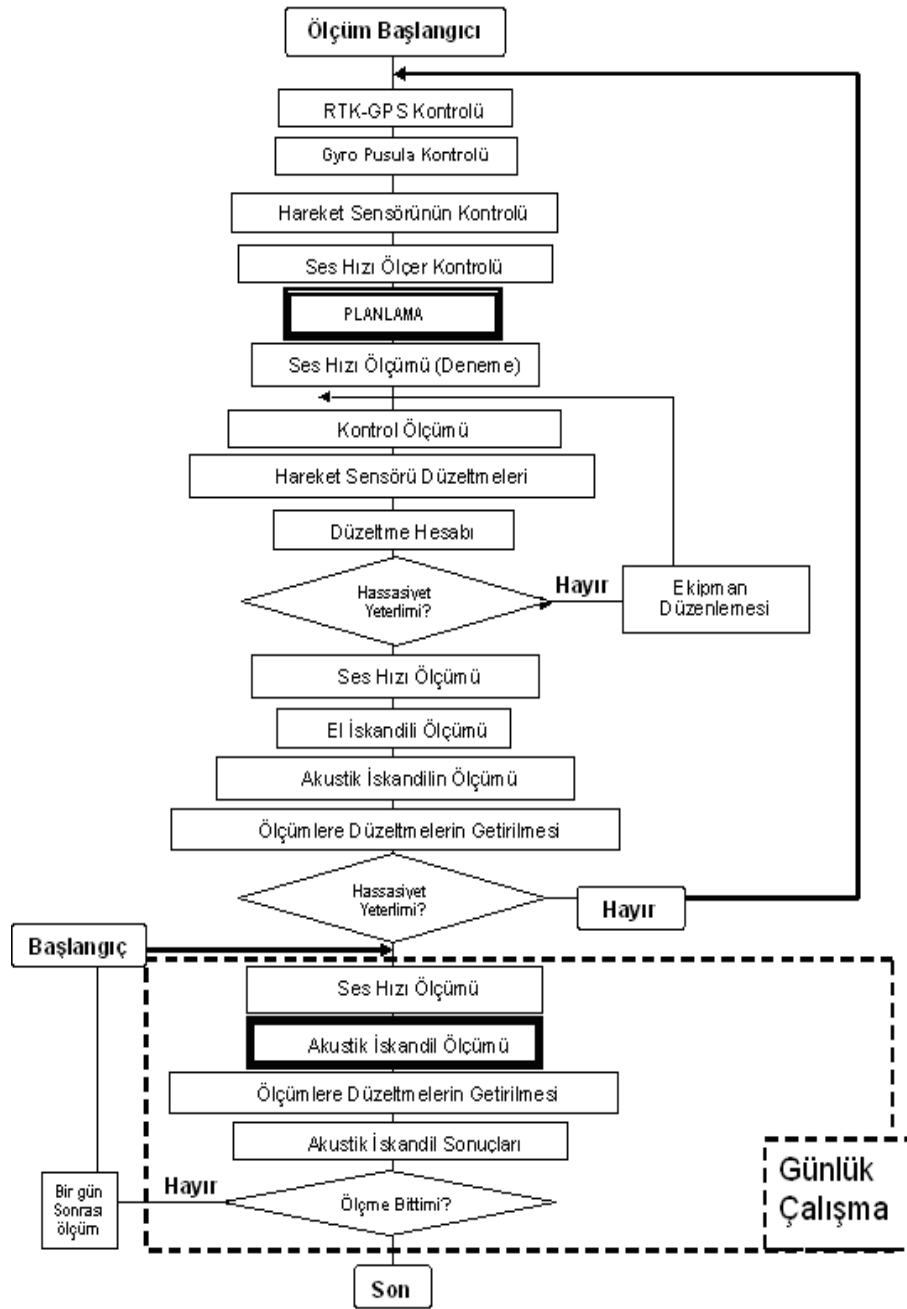 Ölçüm Başlangıcı
RTK-GPS Kontrolü
Gyro Pusula Kontrolü
Hareket Sensörünün Kontrolü
Ses Hızı Ölçer Kontrolü
PLANLAMA
Ses Hızı Ölçümü (Deneme)
Kontrol Ölçümü
Hareket Sensörü Düzeltmeleri
Düzeltme Hesabı
Hassasiyet
Yeterlimi?
Hayır
Ekipman
Düzenlemesi
Ses Hızı Ölçümü
El İskandili Ölçümü
Akustik İskandilin Ölçümü
Ölçümlere Düzeltmelerin Getirilmesi
Hassasiyet
Yeterlimi?
Hayır
Başlangıç
Ses Hızı Ölçümü
Akustik İskandil Ölçümü
Ölçümlere Düzeltmelerin Getirilmesi
Akustik İskandil Sonuçları
Günlük
Çalışma
Ölçme Bittimi?
Hayır
Bir gün
Sonrası
ölçüm
Son